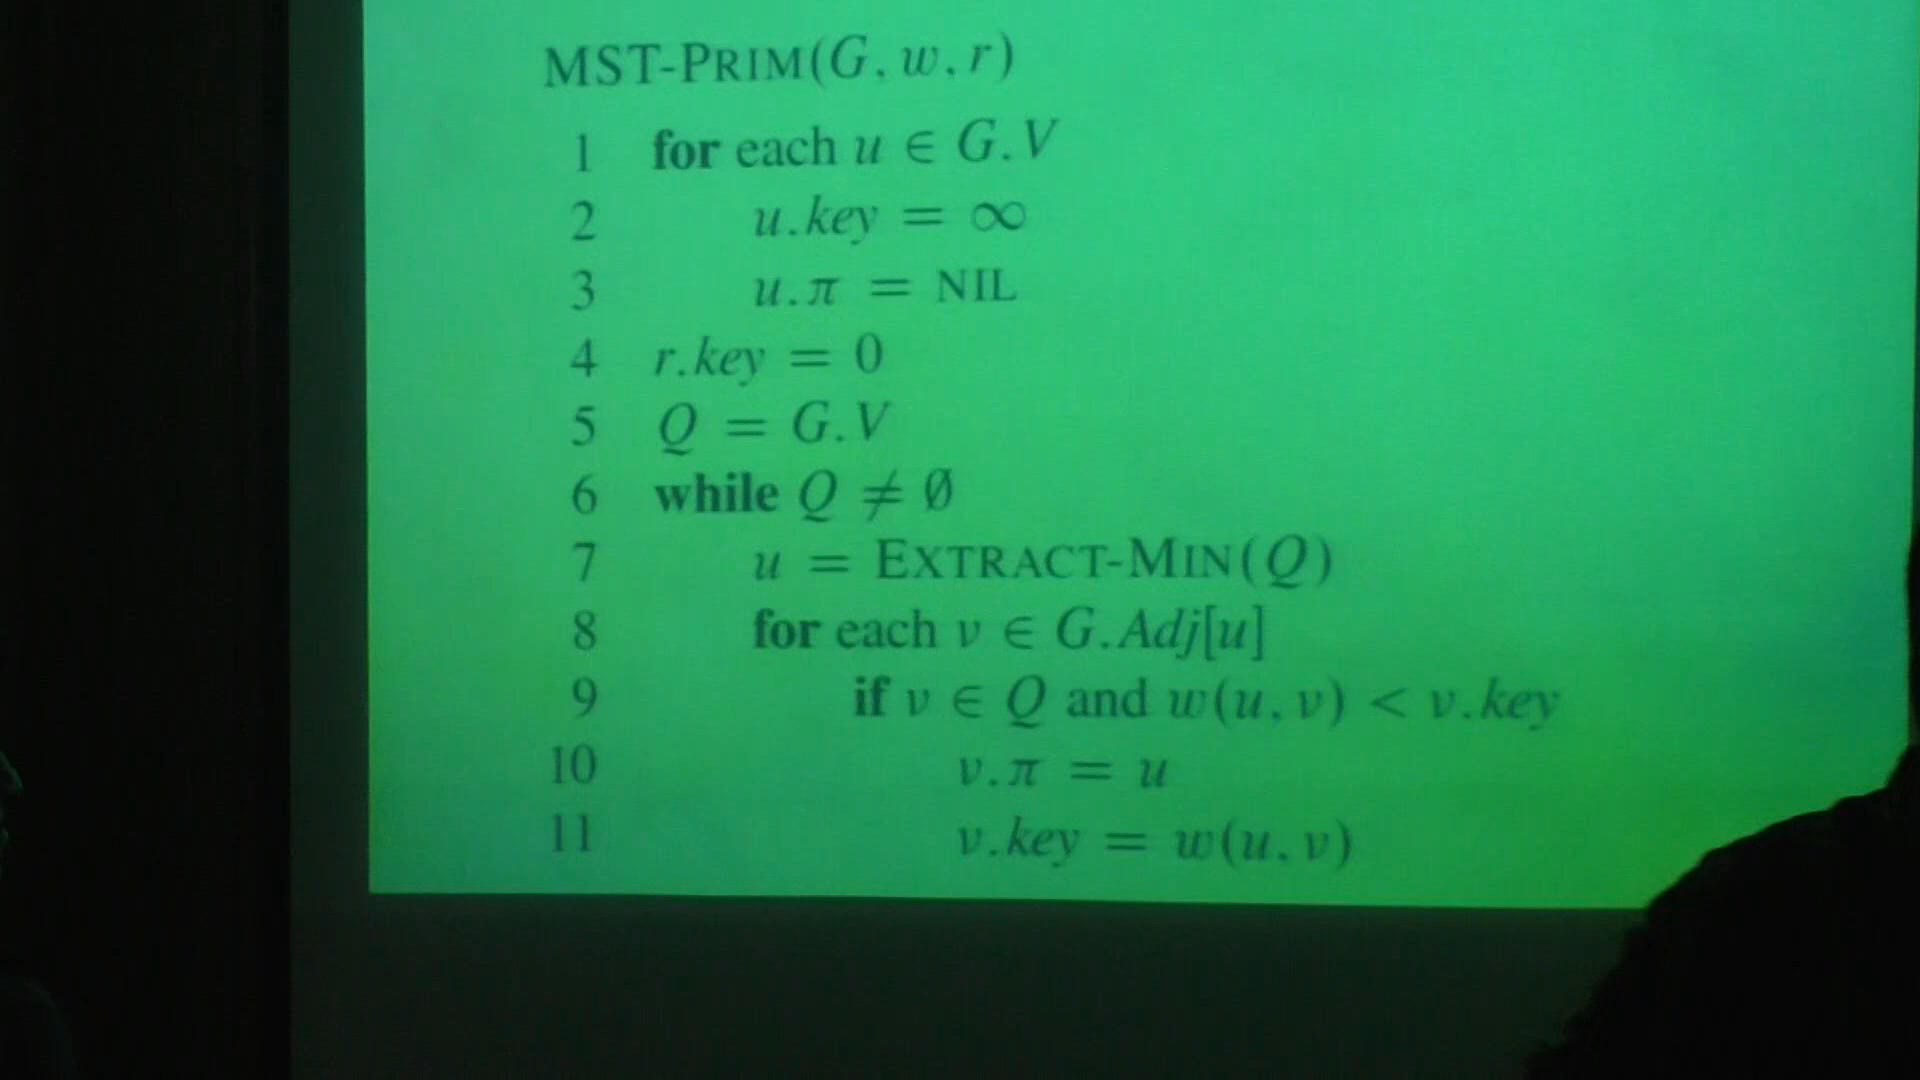 MST-PRIM(G, w, r)
1 for each u ∈ G.V
2 u.key = ∞
3 u.π = NIL
4 r.key = 0
5 Q = G.V
6 while Q ≠ ∅
7 u = EXTRACT-MIN(Q)
8 for each v ∈ G.Adj[u]
9 if v ∈ Q and w(u, v) < v.key
10 v.π = u
11 v.key = w(u, v)